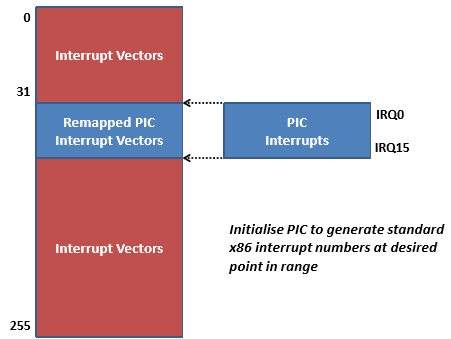 0
Interrupt Vectors
31
Remapped PIC
Interrupt Vectors
PIC
Interrupts
IRQ0
IRQ15
Interrupt Vectors
255
Initialise PIC to generate standard
x86 interrupt numbers at desired
point in range